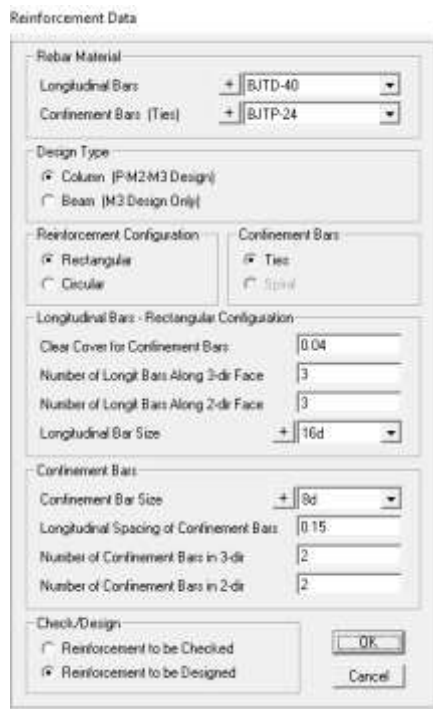 Reinforcement Data
Rebar Material
Longitudinal Bars + BJTD-40
Confinement Bars (Ties) + BJTP-24
Design Type
Column (P-M2-M3 Design)
Beam (M3 Design Only)
Reinforcement Configuration Confinement Bars
Rectangular Ties
Circular Spiral
Longitudinal Bars - Rectangular Configuration
Clear Cover for Confinement Bars 0.04
Number of Longit Bars Along 3-dir Face 3
Number of Longit Bars Along 2-dir Face 3
Longitudinal Bar Size + 16d
Confinement Bars
Confinement Bar Size + 8d
Longitudinal Spacing of Confinement Bars 0.15
Number of Confinement Bars in 3-dir 2
Number of Confinement Bars in 2-dir 2
Check/Design
Reinforcement to be Checked OK
Reinforcement to be Designed Cancel